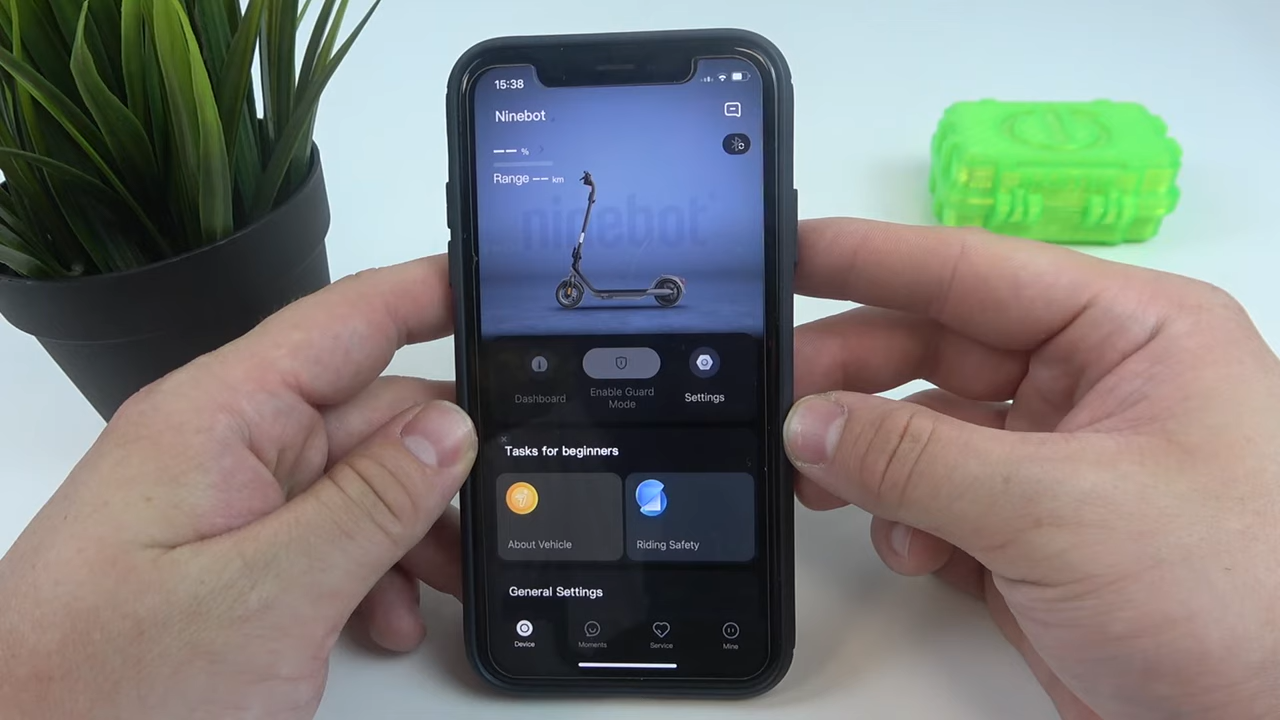 15:38
Ninebot
-- %
Range -- km
ninebot
Dashboard
Enable Guard
Mode
Settings
Tasks for beginners
About Vehicle
Riding Safety
General Settings
Device
Moments
Service
Mine